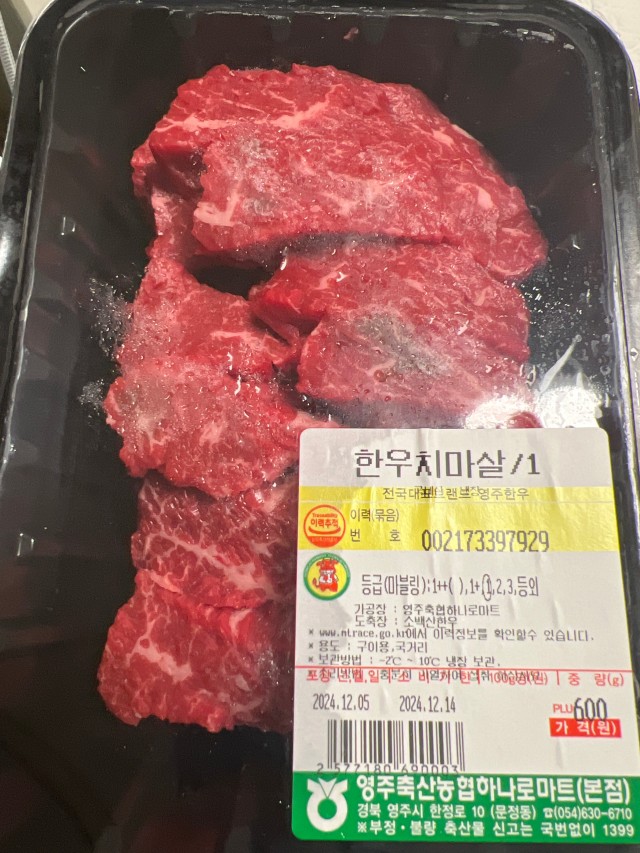 한우치마살/1
전국대표브랜드 영주한우
이력추적
이력(묶음)
번 호 002173397929
등급(마블링):1++( ),1+,1,2,3,등외
가공장 : 영주축협하나로마트
도축장 : 소백산한우
* www.mtrace.go.kr에서 이력정보를 확인할수 있습니다.
* 용도 : 구이용,국거리
* 보관방법 : -2℃ ~ 10℃ 냉장 보관.
중 량(g)
2024.12.05 2024.12.14
PLU 600
가 격(원)
2 577180 690003
영주축산농협하나로마트(본점)
경북 영주시 한정로 10 (문정동) ☎(054)630-6710
※부정·불량 축산물 신고는 국번없이 1399